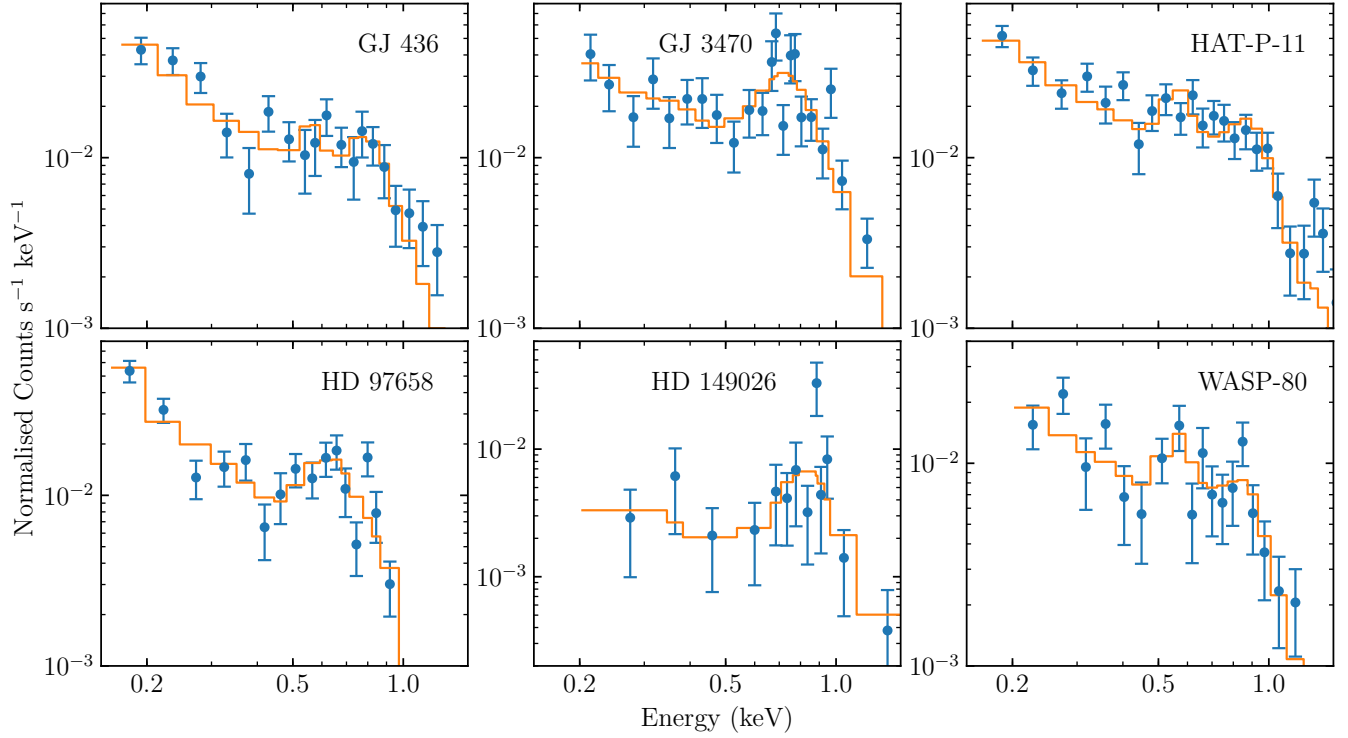 GJ 436
GJ 3470
HAT-P-11
10⁻²
10⁻²
10⁻²
10⁻³
10⁻³
10⁻³
Normalised Counts s⁻¹ keV⁻¹
HD 97658
HD 149026
WASP-80
10⁻²
10⁻²
10⁻²
10⁻³
10⁻³
10⁻³
0.2 0.5 1.0
0.2 0.5 1.0
0.2 0.5 1.0
Energy (keV)